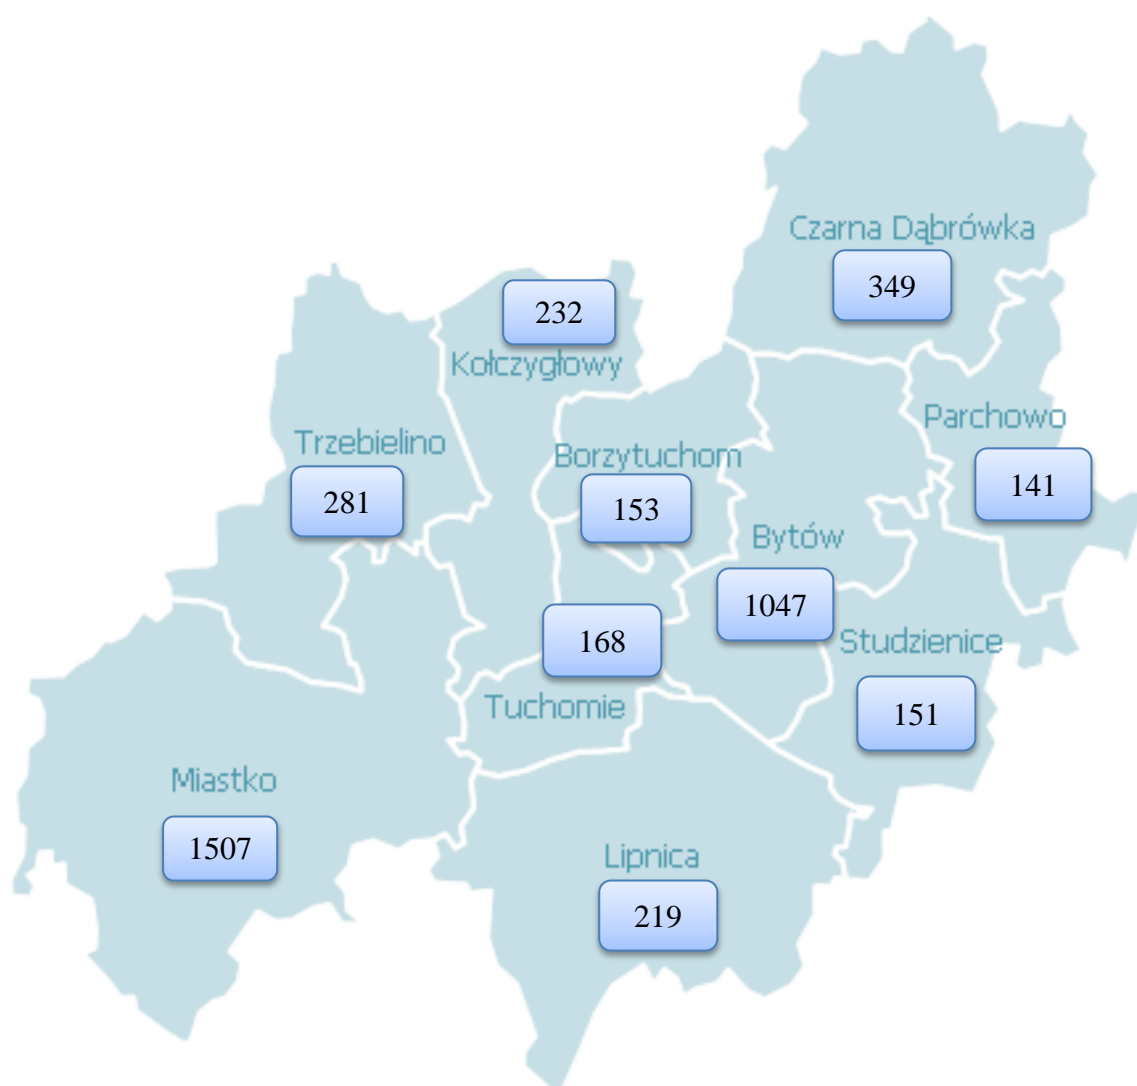 Czarna Dąbrówka
349
232
Kołczygłowy
Parchowo
141
Trzebielino
281
Borzytuchom
153
Bytów
1047
168
Tuchomie
Studzienice
151
Miastko
1507
Lipnica
219